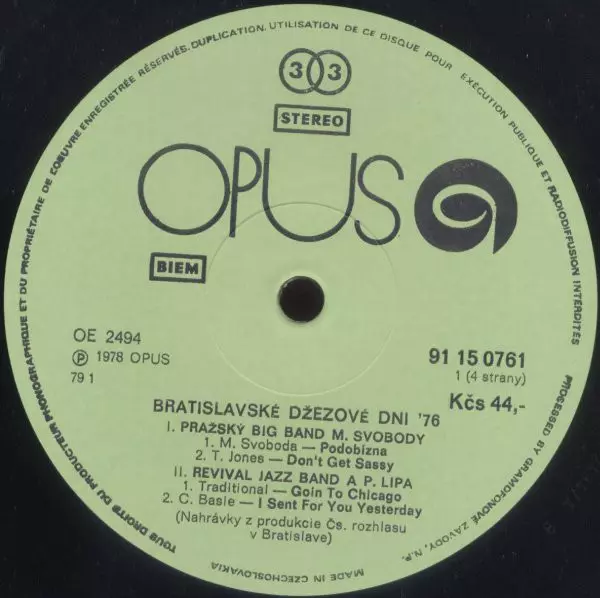 TOUS DROITS DU PRODUCTEUR PHONOGRAPHIQUE ET DU PROPRIÉTAIRE DE L'OEUVRE ENREGISTRÉE RÉSERVÉS. DUPLICATION. UTILISATION DE CE DISQUE POUR EXÉCUTION PUBLIQUE ET RADIODIFFUSION INTERDITES
33
STEREO
OPUS
BIEM
OE 2494
Ⓟ 1978 OPUS
79 1
91 15 0761
1 (4 strany)
Kčs 44,-
BRATISLAVSKÉ DŽEZOVÉ DNI '76
I. PRAŽSKÝ BIG BAND M. SVOBODY
1. M. Svoboda — Podobizna
2. T. Jones — Don't Get Sassy
II. REVIVAL JAZZ BAND A P. LIPA
1. Traditional — Goin To Chicago
2. C. Basie — I Sent For You Yesterday
(Nahrávky z produkcie Čs. rozhlasu
v Bratislave)
PROCESSED BY GRAMOFONOVÉ ZÁVODY, N.P.
MADE IN CZECHOSLOVAKIA